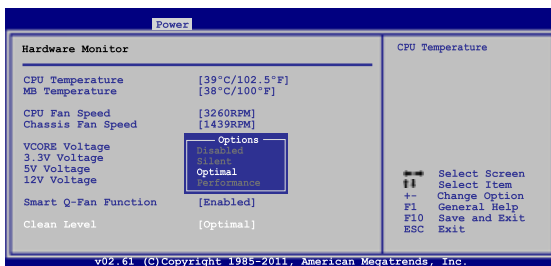 Power
Hardware Monitor
CPU Temperature [39°C/102.5°F]
MB Temperature [38°C/100°F]
CPU Fan Speed [3260RPM]
Chassis Fan Speed [1439RPM]
VCORE Voltage
3.3V Voltage
5V Voltage
12V Voltage
Options
Disabled
Silent
Optimal
Performance
Smart Q-Fan Function [Enabled]
Clean Level [Optimal]
CPU Temperature
Select Screen
Select Item
+- Change Option
F1 General Help
F10 Save and Exit
ESC Exit
v02.61 (C)Copyright 1985-2011, American Megatrends, Inc.